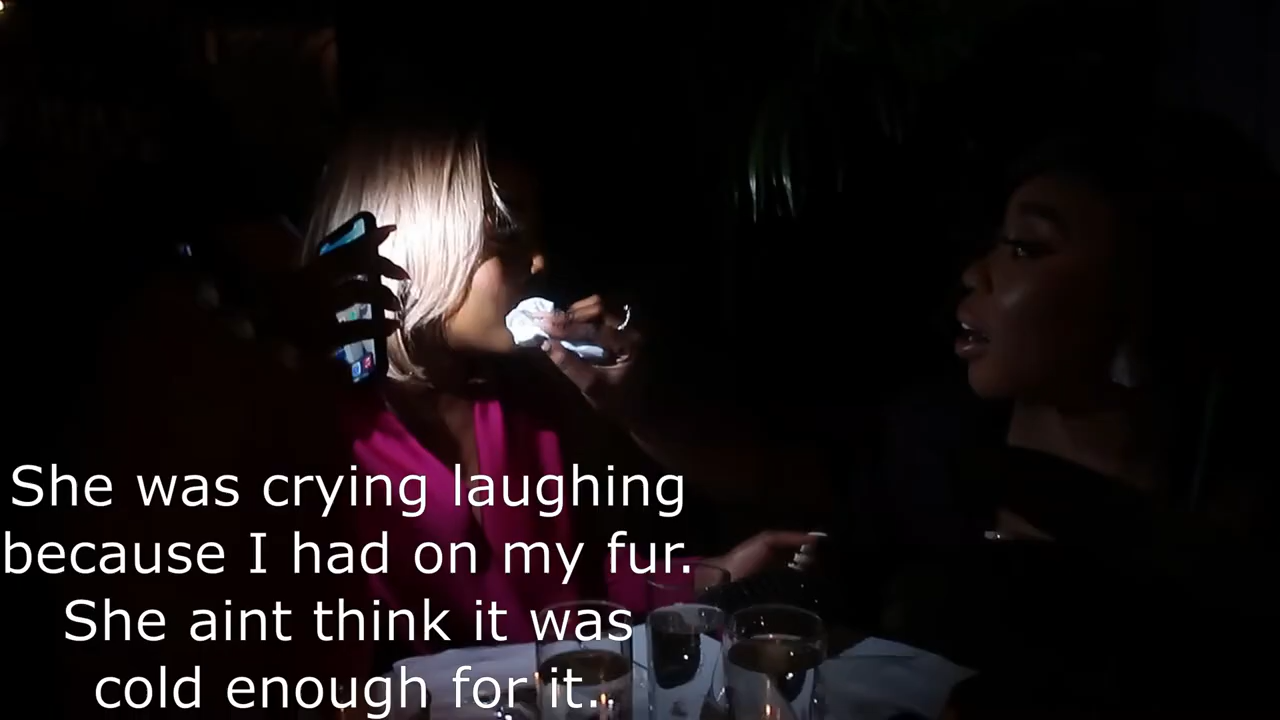 She was crying laughing
because I had on my fur.
She aint think it was
cold enough for it..